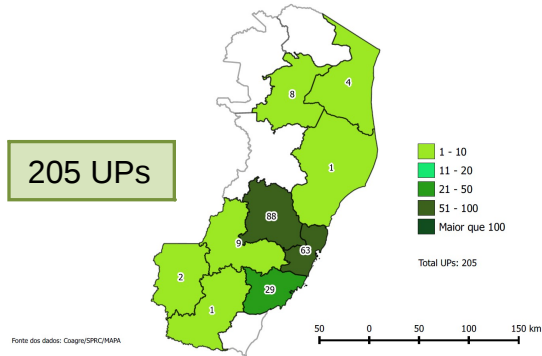 4
8
205 UPs
1
1 - 10
11 - 20
21 - 50
51 - 100
Maior que 100
88
9
63
Total UPs: 205
2
29
1
Fonte dos dados: Coagre/SPRC/MAPA
50 0 50 100 150 km